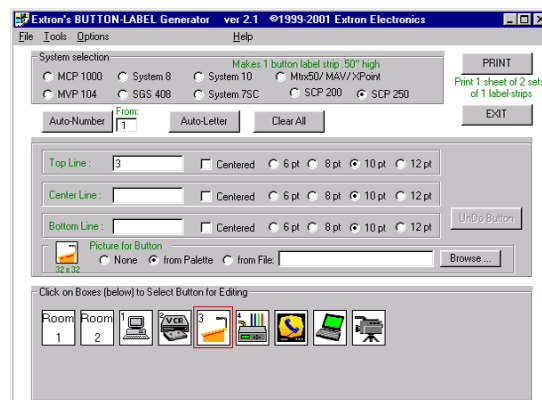 Extron's BUTTON-LABEL Generator ver 2.1 ©1999-2001 Extron Electronics
File Tools Options Help
System selection
Makes 1 button label strip .50" high
MCP 1000 System 8 System 10 Mtrx50/ MAV/ XPoint
MVP 104 SGS 408 System 7SC SCP 200 SCP 250
PRINT
Print 1 sheet of 2 sets
of 1 label-strips
EXIT
From:
Auto-Number 1 Auto-Letter Clear All
Top Line : 3 Centered 6 pt 8 pt 10 pt 12 pt
Center Line : Centered 6 pt 8 pt 10 pt 12 pt
Bottom Line : Centered 6 pt 8 pt 10 pt 12 pt
UnDo Button
Picture for Button
None from Palette from File: Browse ...
32 x 32
Click on Boxes (below) to Select Button for Editing
Room 1
Room 2
1
2 VCR
3
4